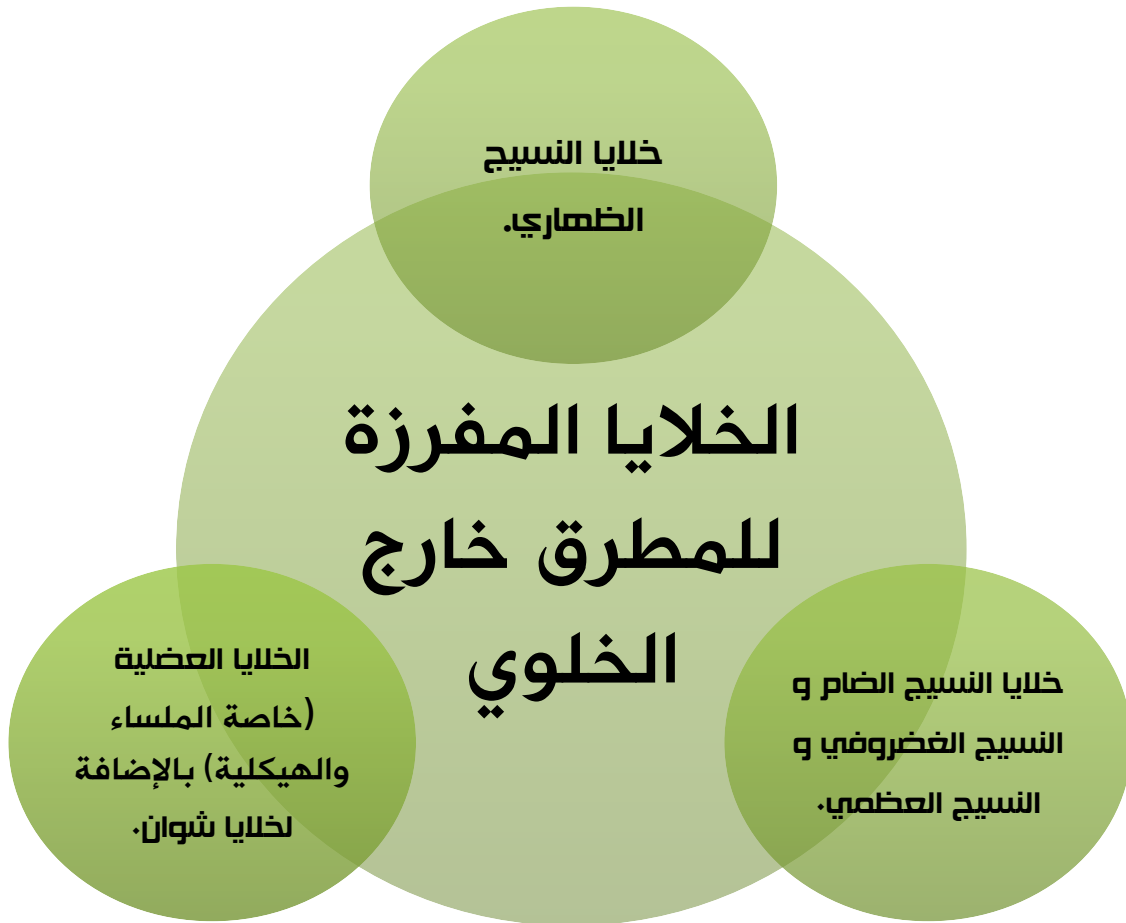 خلايا النسيج
الظهاري.
الخلايا المفرزة
للمطرق خارج
الخلوي
الخلايا العضلية
(خاصة الملساء
والهيكلية) بالإضافة
لخلايا شوان.
خلايا النسيج الضام و
النسيج الغضروفي و
النسيج العظمي.